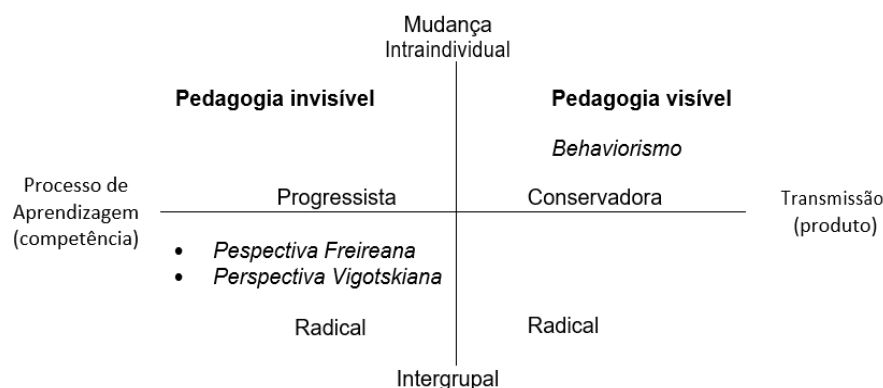 Mudança
Intraindividual
Pedagogia invisível
Pedagogia visível
Behaviorismo
Processo de
Aprendizagem
(competência)
Progressista
Conservadora
Transmissão
(produto)
• Pespectiva Freireana
• Perspectiva Vigotskiana
Radical
Radical
Intergrupal